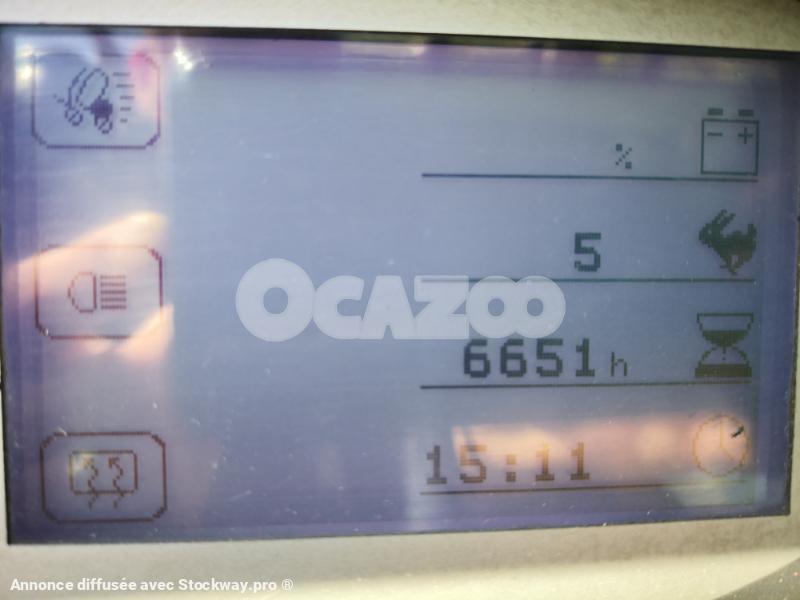 %
5
OCAZOO
6651 h
15:11
Annonce diffusée avec Stockway.pro ®